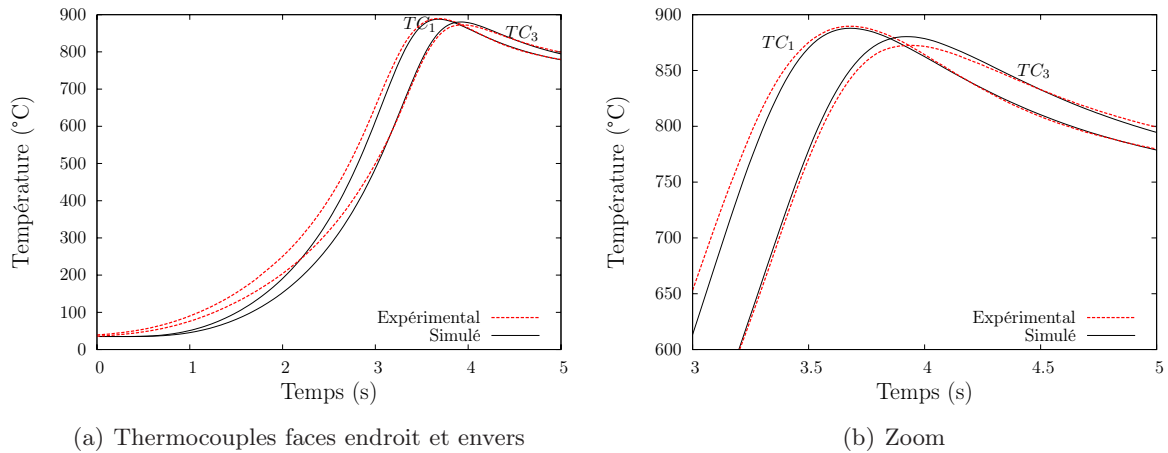 900
800
700
600
500
400
300
200
100
0
0 1 2 3 4 5
Température (°C)
Temps (s)
TC1
TC3
Expérimental
Simulé
(a) Thermocouples faces endroit et envers
900
850
800
750
700
650
600
3 3.5 4 4.5 5
Température (°C)
Temps (s)
TC1
TC3
Expérimental
Simulé
(b) Zoom